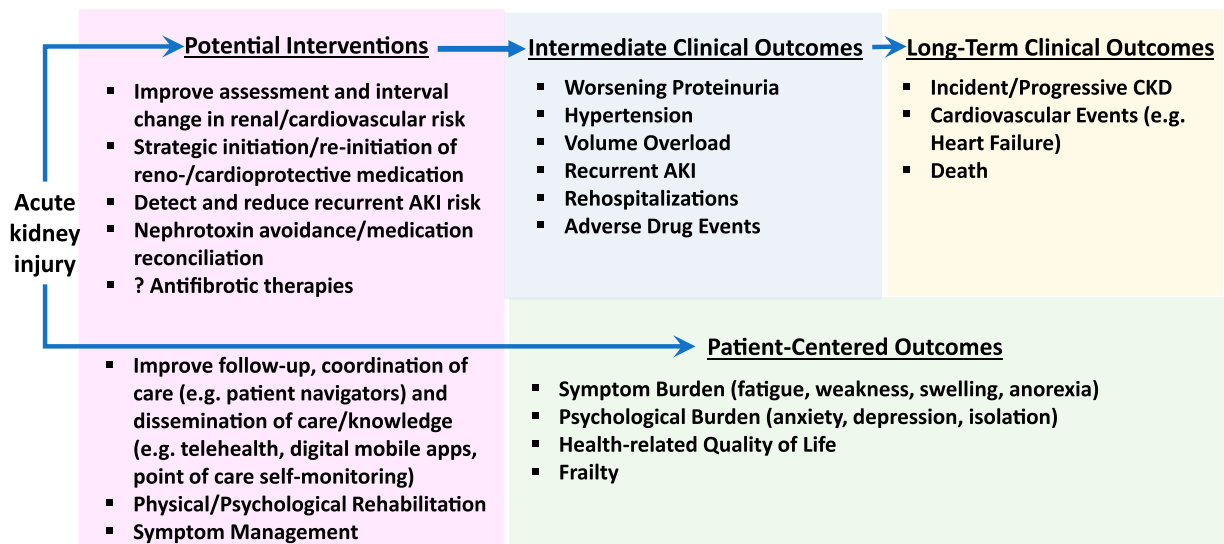 Acute
kidney
injury
Potential Interventions
▪ Improve assessment and interval
change in renal/cardiovascular risk
▪ Strategic initiation/re-initiation of
reno-/cardioprotective medication
▪ Detect and reduce recurrent AKI risk
▪ Nephrotoxin avoidance/medication
reconciliation
▪ ? Antifibrotic therapies
▪ Improve follow-up, coordination of
care (e.g. patient navigators) and
dissemination of care/knowledge
(e.g. telehealth, digital mobile apps,
point of care self-monitoring)
▪ Physical/Psychological Rehabilitation
▪ Symptom Management
Intermediate Clinical Outcomes
▪ Worsening Proteinuria
▪ Hypertension
▪ Volume Overload
▪ Recurrent AKI
▪ Rehospitalizations
▪ Adverse Drug Events
Long-Term Clinical Outcomes
▪ Incident/Progressive CKD
▪ Cardiovascular Events (e.g.
Heart Failure)
▪ Death
Patient-Centered Outcomes
▪ Symptom Burden (fatigue, weakness, swelling, anorexia)
▪ Psychological Burden (anxiety, depression, isolation)
▪ Health-related Quality of Life
▪ Frailty